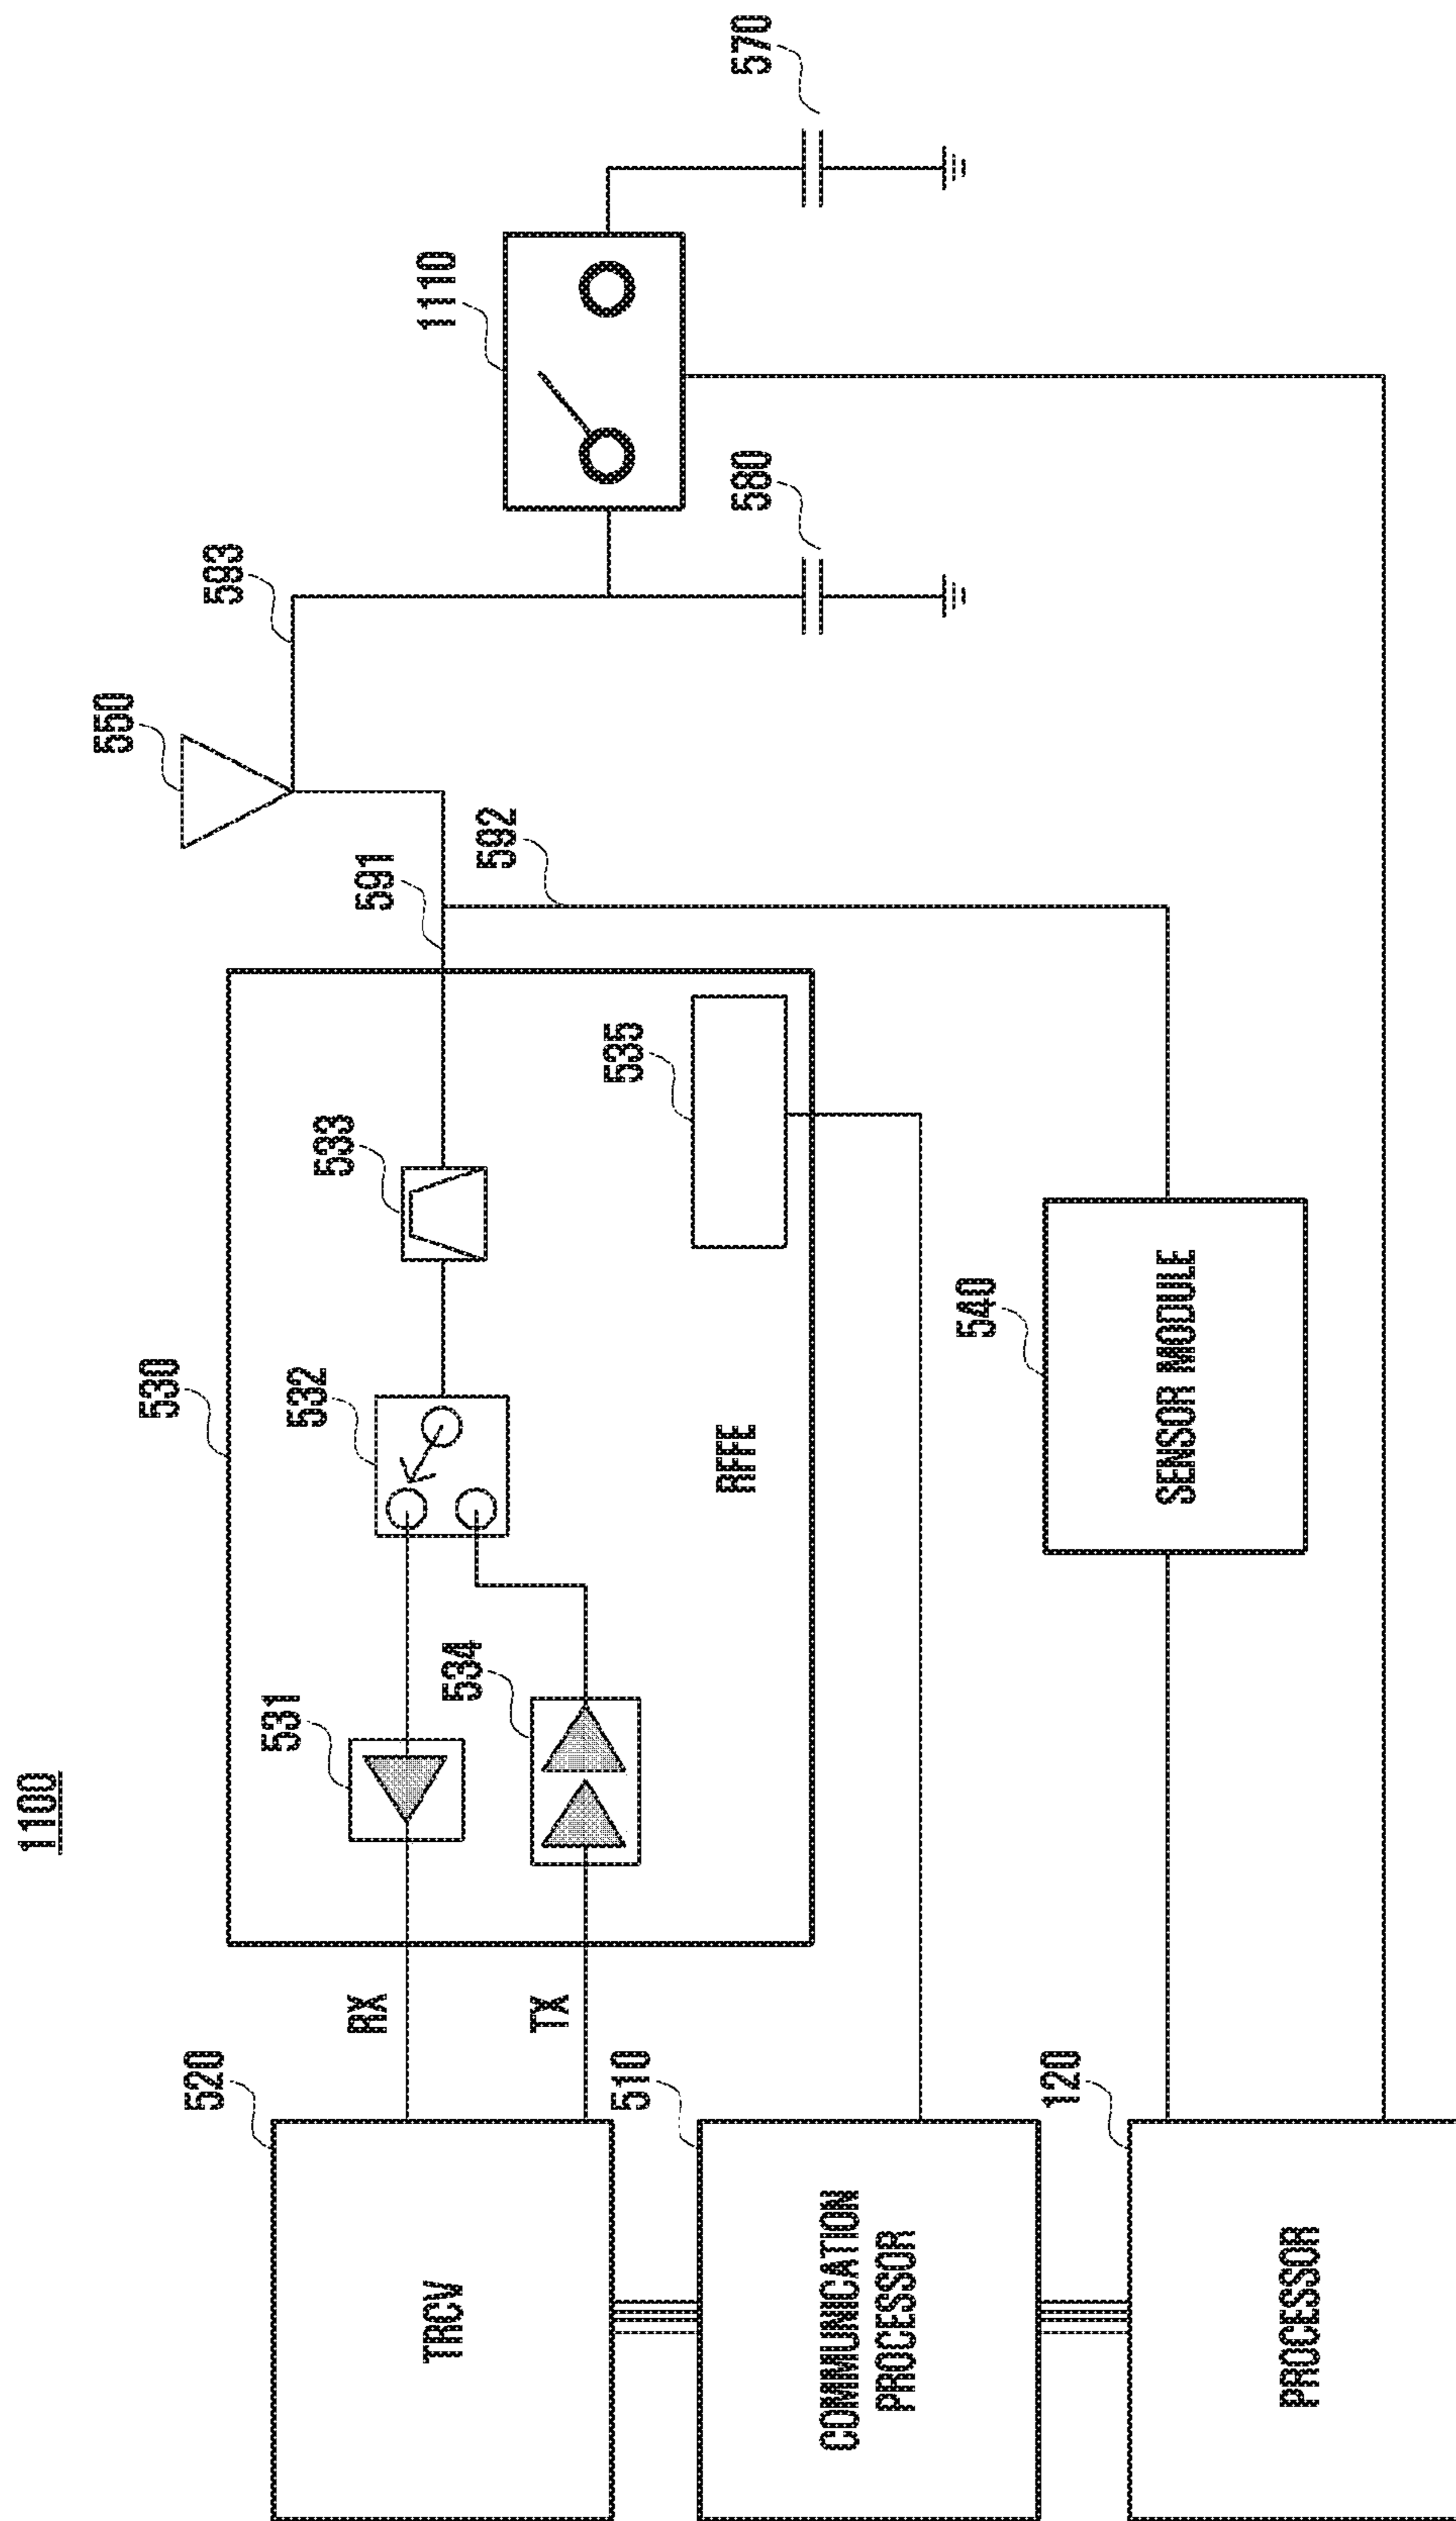 1100
520
TRCV
RX
TX
530
531
532
533
534
535
RFFE
591
592
550
593
1110
580
570
510
COMMUNICATION
PROCESSOR
540
SENSOR MODULE
120
PROCESSOR